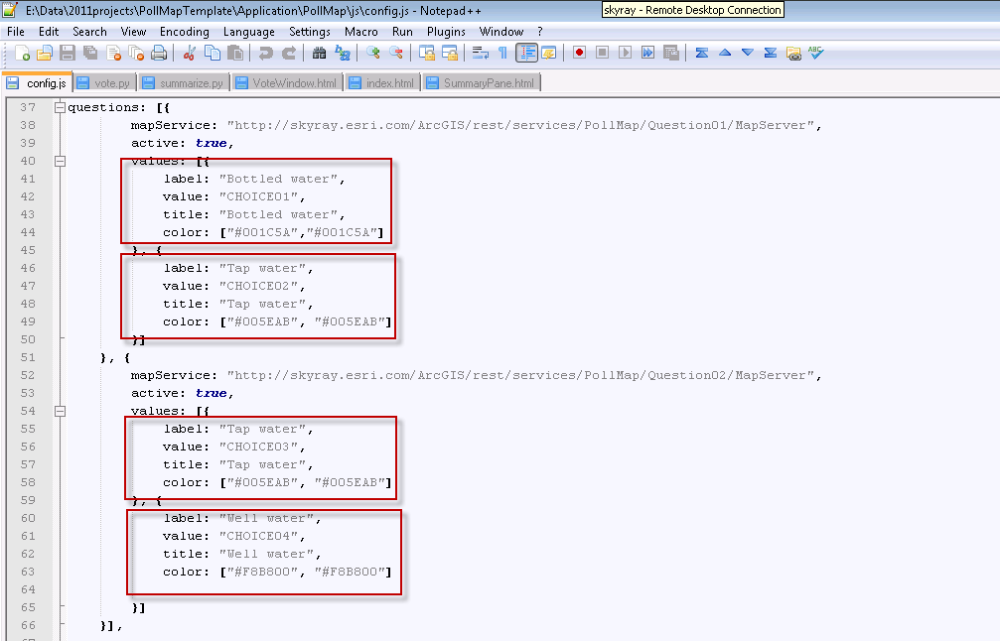 E:\Data\2011projects\PollMapTemplate\Application\PollMap\js\config.js - Notepad++
skyray - Remote Desktop Connection
File Edit Search View Encoding Language Settings Macro Run Plugins Window ?
config.js vote.py summarize.py VoteWindow.html index.html SummaryPane.html
37 questions: [{
38 mapService: "http://skyray.esri.com/ArcGIS/rest/services/PollMap/Question01/MapServer",
39 active: true,
40 values: [{
41 label: "Bottled water",
42 value: "CHOICE01",
43 title: "Bottled water",
44 color: ["#001C5A","#001C5A"]
45 }, {
46 label: "Tap water",
47 value: "CHOICE02",
48 title: "Tap water",
49 color: ["#005EAB", "#005EAB"]
50 }]
51 }, {
52 mapService: "http://skyray.esri.com/ArcGIS/rest/services/PollMap/Question02/MapServer",
53 active: true,
54 values: [{
55 label: "Tap water",
56 value: "CHOICE03",
57 title: "Tap water",
58 color: ["#005EAB", "#005EAB"]
59 }, {
60 label: "Well water",
61 value: "CHOICE04",
62 title: "Well water",
63 color: ["#F8B800", "#F8B800"]
64
65 }]
66 }],